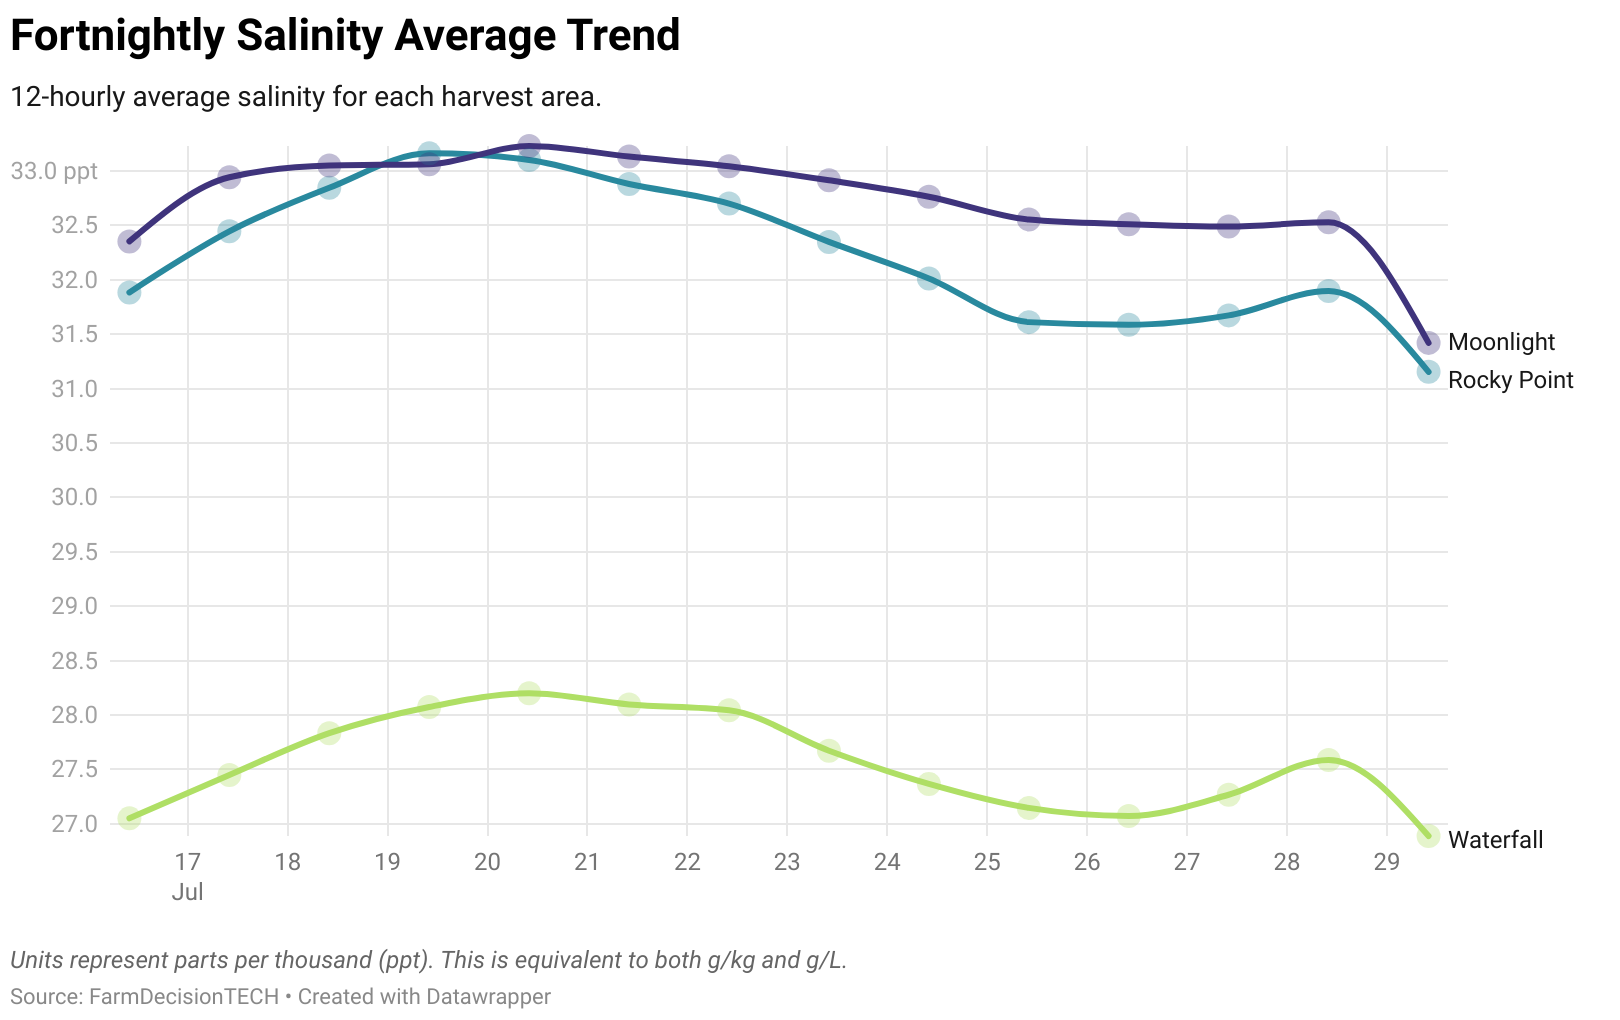 Fortnightly Salinity Average Trend
12-hourly average salinity for each harvest area.
33.0 ppt
32.5
32.0
31.5
31.0
30.5
30.0
29.5
29.0
28.5
28.0
27.5
27.0
Moonlight
Rocky Point
Waterfall
17 18 19 20 21 22 23 24 25 26 27 28 29
Jul
Units represent parts per thousand (ppt). This is equivalent to both g/kg and g/L.
Source: FarmDecisionTECH • Created with Datawrapper